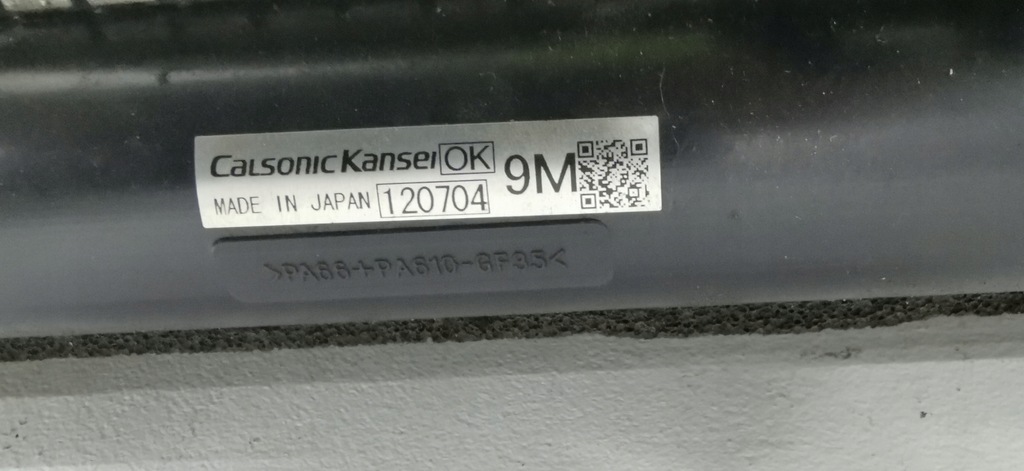 CALSONIC KANSEI OK 9M
MADE IN JAPAN 120704
>PA66+PA610-GF35<